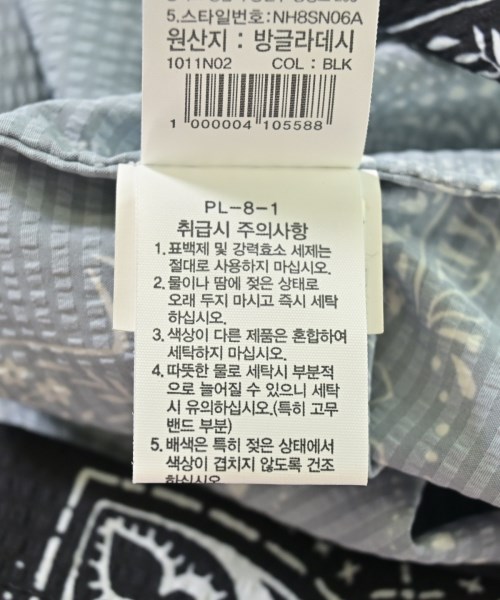 5.스타일번호:NH8SN06A
원산지 : 방글라데시
1011N02 COL : BLK
1 000004 105588
PL-8-1
취급시 주의사항
1. 표백제 및 강력효소 세제는
절대로 사용하지 마십시오.
2. 물이나 땀에 젖은 상태로
오래 두지 마시고 즉시 세탁
하십시오.
3. 색상이 다른 제품은 혼합하여
세탁하지 마십시오.
4. 따뜻한 물로 세탁시 부분적
으로 늘어질 수 있으니 세탁
시 유의하십시오.(특히 고무
밴드 부분)
5. 배색은 특히 젖은 상태에서
색상이 겹치지 않도록 건조
하십시오